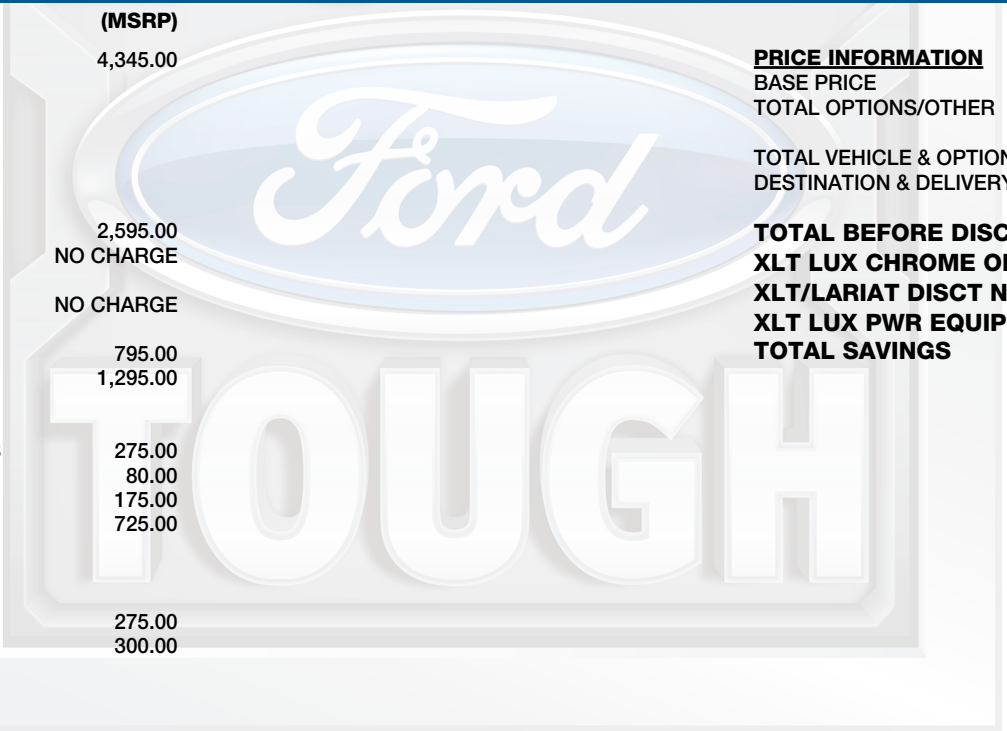 (MSRP)
4,345.00
2,595.00
NO CHARGE
NO CHARGE
795.00
1,295.00
275.00
80.00
175.00
725.00
275.00
300.00
PRICE INFORMATION
BASE PRICE
TOTAL OPTIONS/OTHER
TOTAL VEHICLE & OPTION
DESTINATION & DELIVERY
TOTAL BEFORE DISC
XLT LUX CHROME
XLT/LARIAT DISCT N
XLT LUX PWR EQUIP
TOTAL SAVINGS
Ford
TOUGH